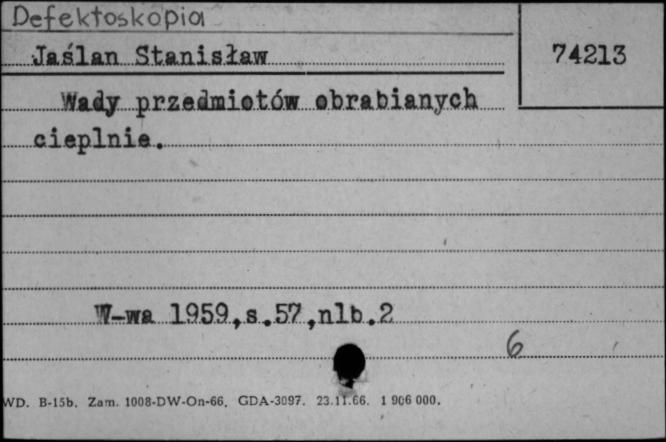 Defektoskopia
Jaślan Stanisław
74213
Wady przedmiotów obrabianych
cieplnie.
W-wa 1959,s.57,nlb.2
6
WD. B-15b. Zam. 1008-DW-On-66. GDA-3097. 23.11.66. 1 906 000.